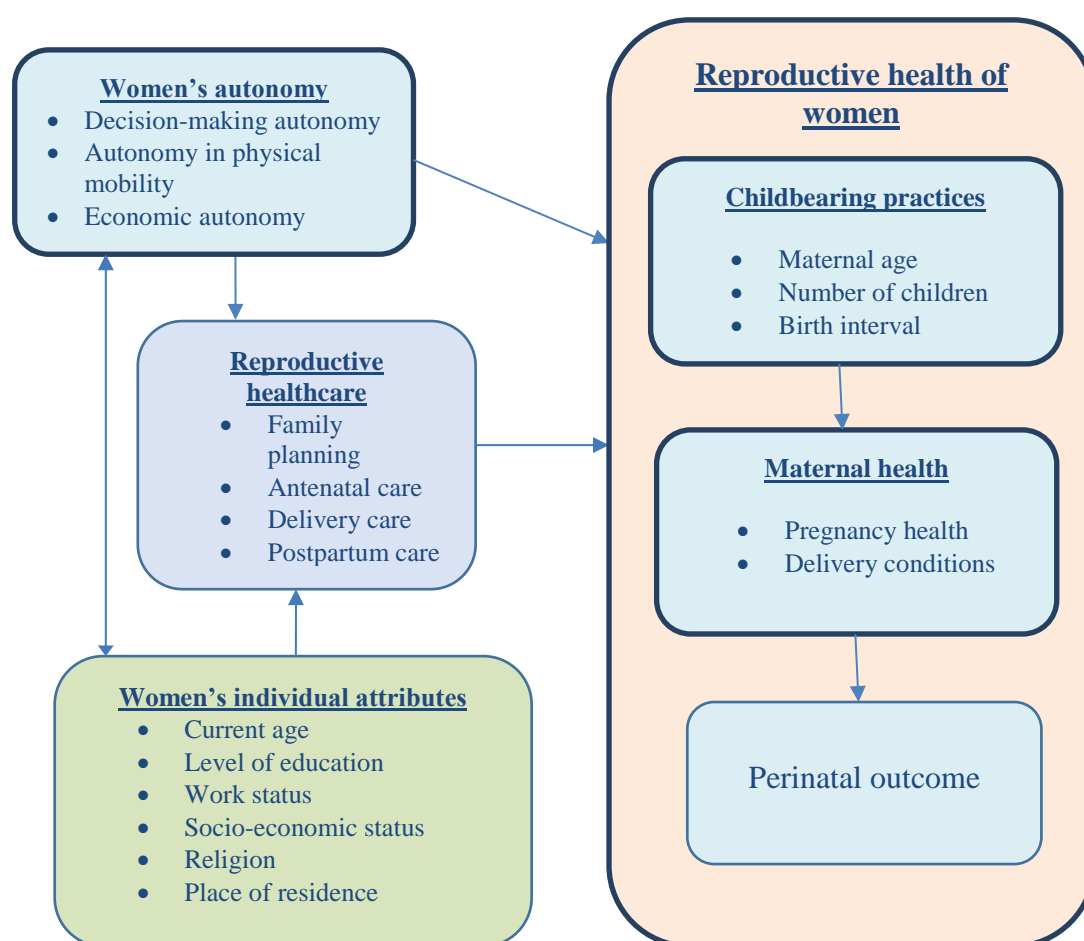 Women’s autonomy
• Decision-making autonomy
• Autonomy in physical
mobility
• Economic autonomy
Reproductive
healthcare
• Family
planning
• Antenatal care
• Delivery care
• Postpartum care
Women’s individual attributes
• Current age
• Level of education
• Work status
• Socio-economic status
• Religion
• Place of residence
Reproductive health of
women
Childbearing practices
• Maternal age
• Number of children
• Birth interval
Maternal health
• Pregnancy health
• Delivery conditions
Perinatal outcome